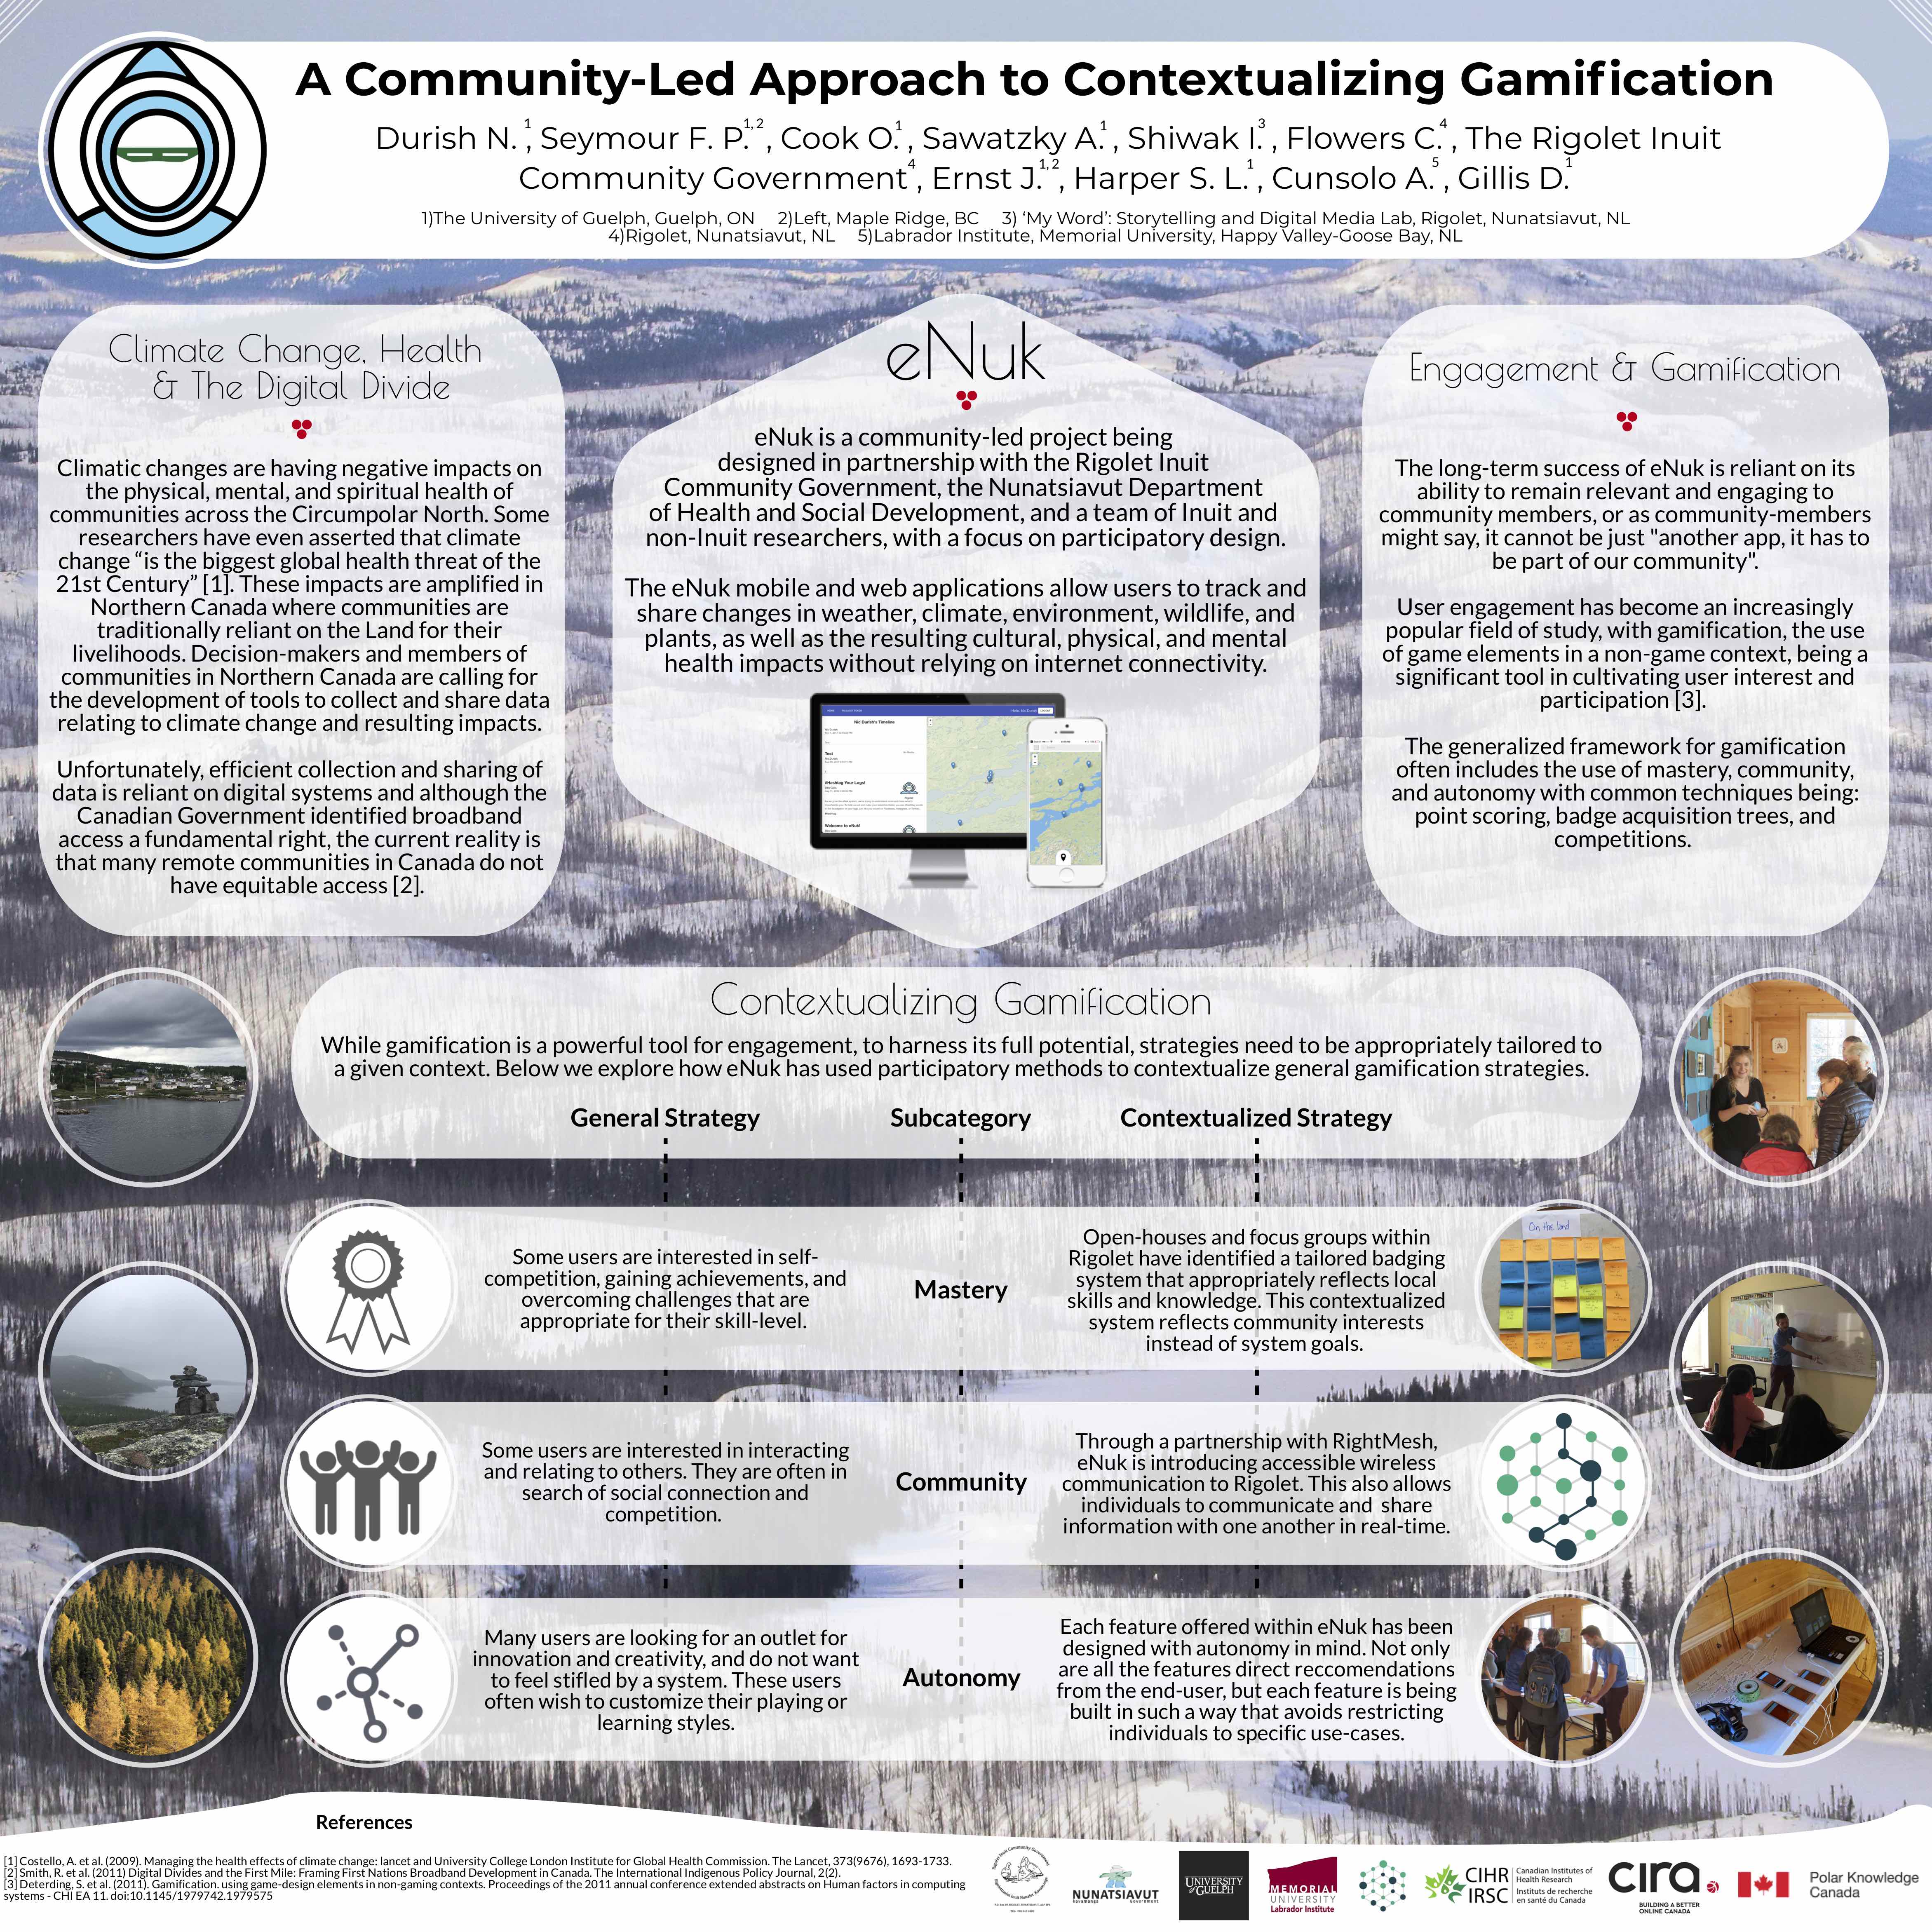 A Community-Led Approach to Contextualizing Gamification
Durish N.¹, Seymour F. P.¹,², Cook O.¹, Sawatzky A.¹, Shiwak I.³, Flowers C.⁴, The Rigolet Inuit
Community Government⁴, Ernst J.¹,², Harper S. L.¹, Cunsolo A.⁵, Gillis D.¹
1)The University of Guelph, Guelph, ON 2)Left, Maple Ridge, BC 3) ‘My Word’: Storytelling and Digital Media Lab, Rigolet, Nunatsiavut, NL
4)Rigolet, Nunatsiavut, NL 5)Labrador Institute, Memorial University, Happy Valley-Goose Bay, NL
Climate Change, Health
& The Digital Divide
Climatic changes are having negative impacts on
the physical, mental, and spiritual health of
communities across the Circumpolar North. Some
researchers have even asserted that climate
change “is the biggest global health threat of the
21st Century” [1]. These impacts are amplified in
Northern Canada where communities are
traditionally reliant on the Land for their
livelihoods. Decision-makers and members of
communities in Northern Canada are calling for
the development of tools to collect and share data
relating to climate change and resulting impacts.
Unfortunately, efficient collection and sharing of
data is reliant on digital systems and although the
Canadian Government identified broadband
access a fundamental right, the current reality is
that many remote communities in Canada do not
have equitable access [2].
eNuk
eNuk is a community-led project being
designed in partnership with the Rigolet Inuit
Community Government, the Nunatsiavut Department
of Health and Social Development, and a team of Inuit and
non-Inuit researchers, with a focus on participatory design.
The eNuk mobile and web applications allow users to track and
share changes in weather, climate, environment, wildlife, and
plants, as well as the resulting cultural, physical, and mental
health impacts without relying on internet connectivity.
Nic Durish's Timeline
Test
#Hashtag Your Logs!
Welcome to eNuk!
Engagement & Gamification
The long-term success of eNuk is reliant on its
ability to remain relevant and engaging to
community members, or as community-members
might say, it cannot be just "another app, it has to
be part of our community".
User engagement has become an increasingly
popular field of study, with gamification, the use
of game elements in a non-game context, being a
significant tool in cultivating user interest and
participation [3].
The generalized framework for gamification
often includes the use of mastery, community,
and autonomy with common techniques being:
point scoring, badge acquisition trees, and
competitions.
Contextualizing Gamification
While gamification is a powerful tool for engagement, to harness its full potential, strategies need to be appropriately tailored to
a given context. Below we explore how eNuk has used participatory methods to contextualize general gamification strategies.
General Strategy Subcategory Contextualized Strategy
Some users are interested in self-
competition, gaining achievements, and
overcoming challenges that are
appropriate for their skill-level.
Mastery
Open-houses and focus groups within
Rigolet have identified a tailored badging
system that appropriately reflects local
skills and knowledge. This contextualized
system reflects community interests
instead of system goals.
On the land
Some users are interested in interacting
and relating to others. They are often in
search of social connection and
competition.
Community
Through a partnership with RightMesh,
eNuk is introducing accessible wireless
communication to Rigolet. This also allows
individuals to communicate and share
information with one another in real-time.
Many users are looking for an outlet for
innovation and creativity, and do not want
to feel stifled by a system. These users
often wish to customize their playing or
learning styles.
Autonomy
Each feature offered within eNuk has been
designed with autonomy in mind. Not only
are all the features direct reccomendations
from the end-user, but each feature is being
built in such a way that avoids restricting
individuals to specific use-cases.
References
[1] Costello, A. et al. (2009). Managing the health effects of climate change: lancet and University College London Institute for Global Health Commission. The Lancet, 373(9676), 1693-1733.
[2] Smith, R. et al. (2011) Digital Divides and the First Mile: Framing First Nations Broadband Development in Canada. The International Indigenous Policy Journal, 2(2).
[3] Deterding, S. et al. (2011). Gamification. using game-design elements in non-gaming contexts. Proceedings of the 2011 annual conference extended abstracts on Human factors in computing
systems - CHI EA 11. doi:10.1145/1979742.1979575
NUNATSIAVUT
Government
UNIVERSITY
OF GUELPH
MEMORIAL
UNIVERSITY
Labrador Institute
CIHR
IRSC
Canadian Institutes of
Health Research
Instituts de recherche
en santé du Canada
cira
BUILDING A BETTER
ONLINE CANADA
Polar Knowledge
Canada